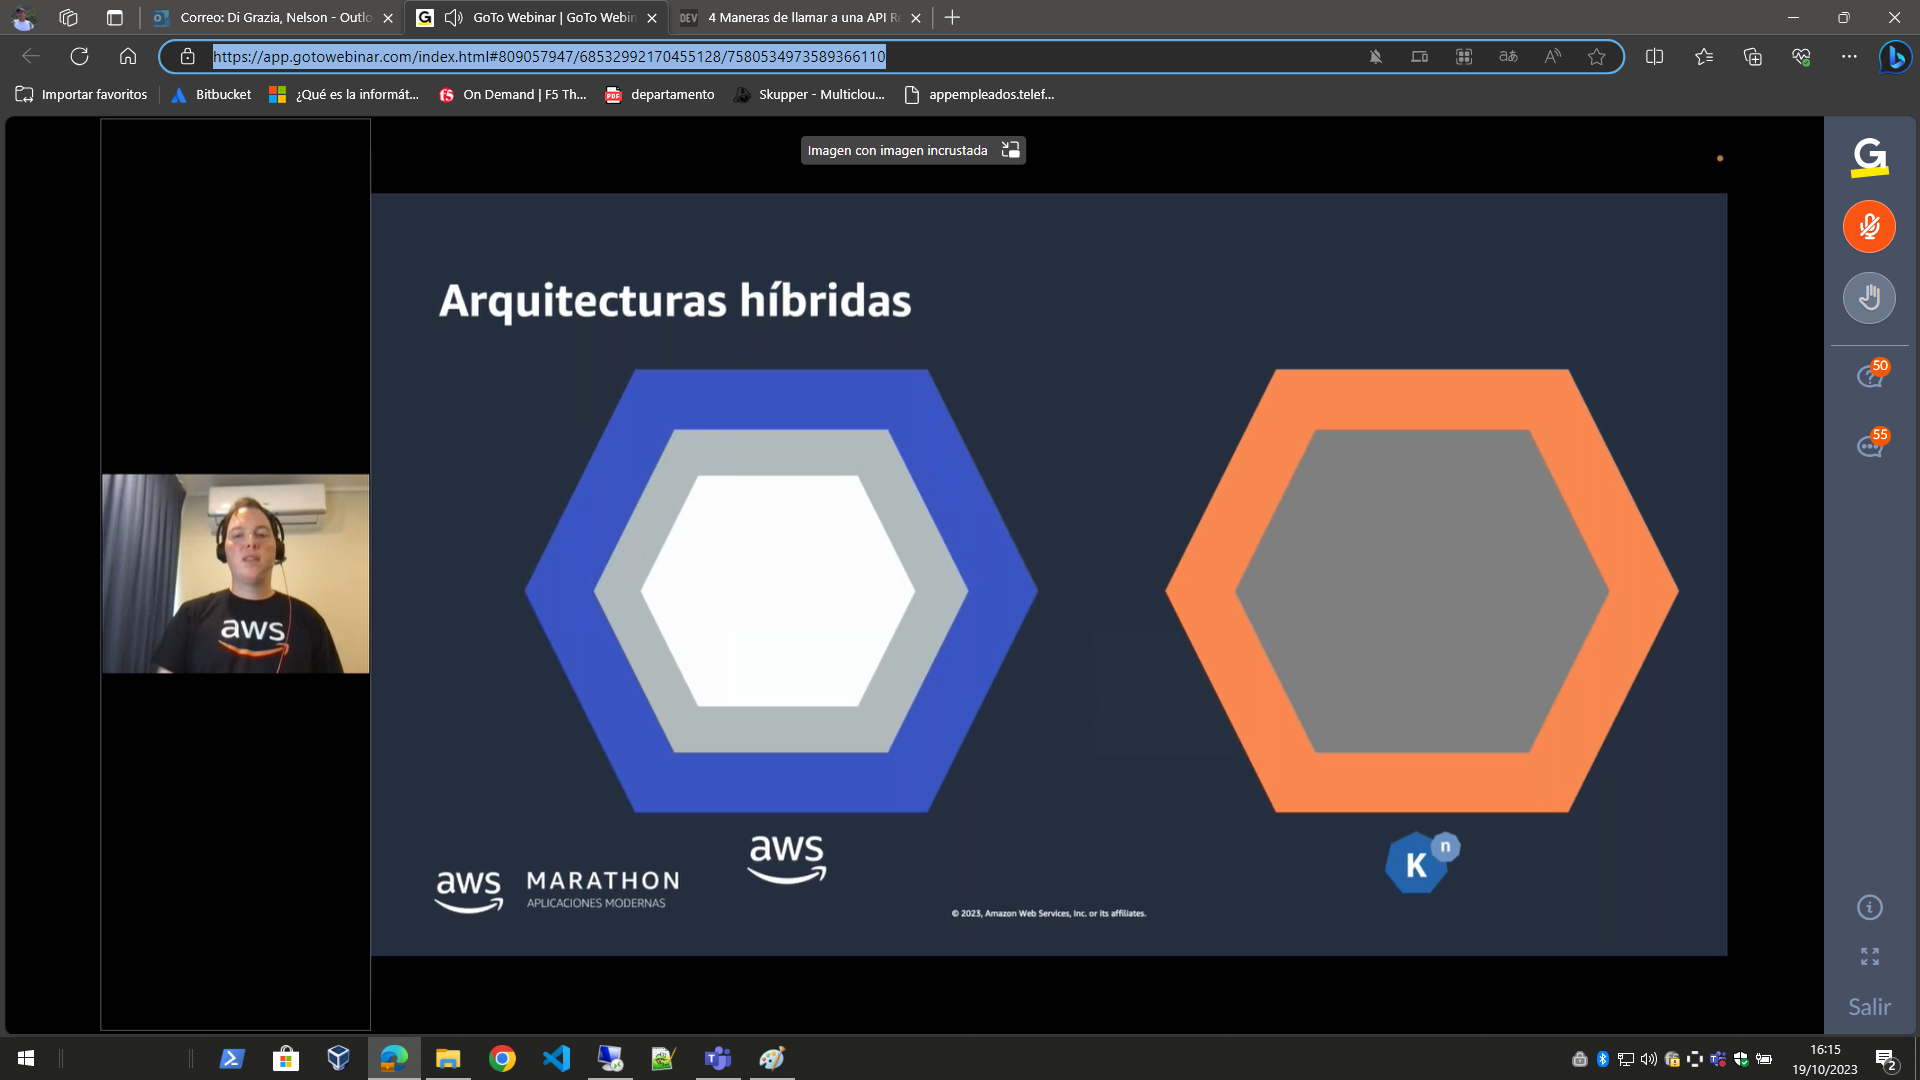 Correo: Di Grazia, Nelson - Outlo
GoTo Webinar | GoTo Webin
4 Maneras de llamar a una API Re
https://app.gotowebinar.com/index.html#809057947/68532992170455128/7580534973589366110
Importar favoritos
Bitbucket
¿Qué es la informát...
On Demand | F5 Th...
departamento
Skupper - Multiclou...
appempleados.telef...
Imagen con imagen incrustada
G
50
55
Arquitecturas híbridas
aws
aws
K n
aws MARATHON
APLICACIONES MODERNAS
© 2023, Amazon Web Services, Inc. or its affiliates.
Salir
16:15
19/10/2023
2